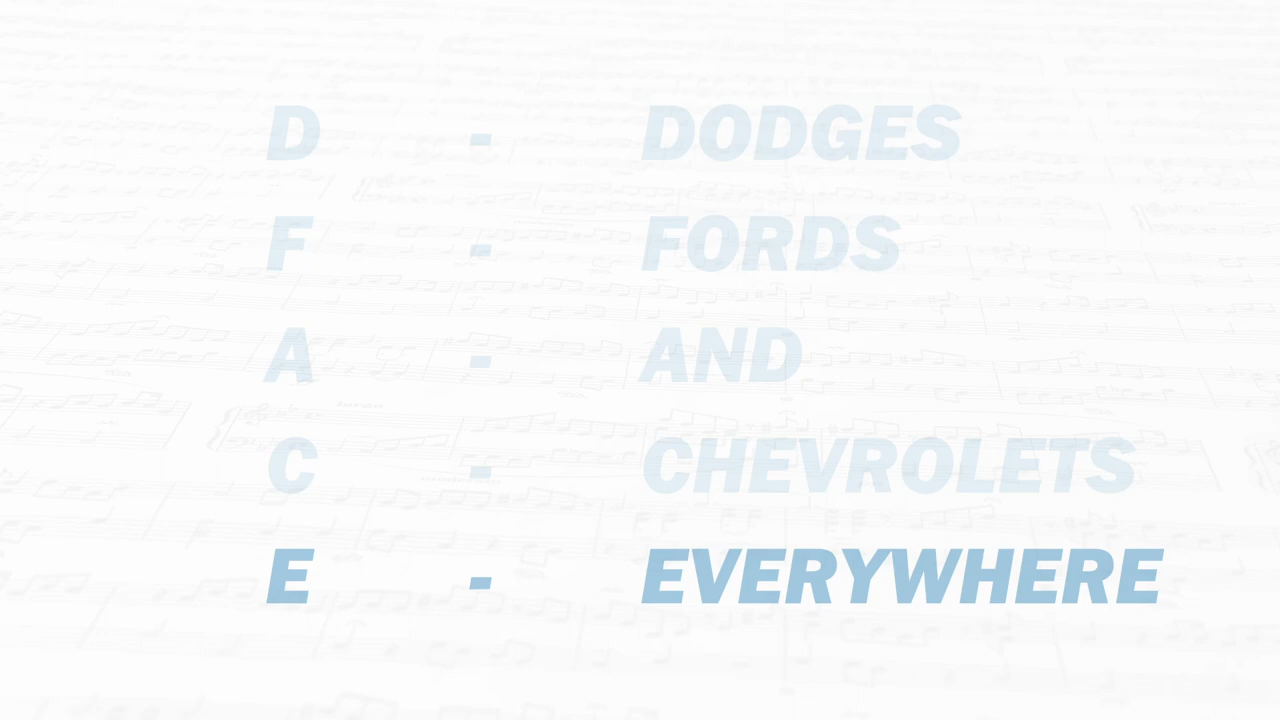 D - DODGES
F - FORDS
A - AND
C - CHEVROLETS
E - EVERYWHERE